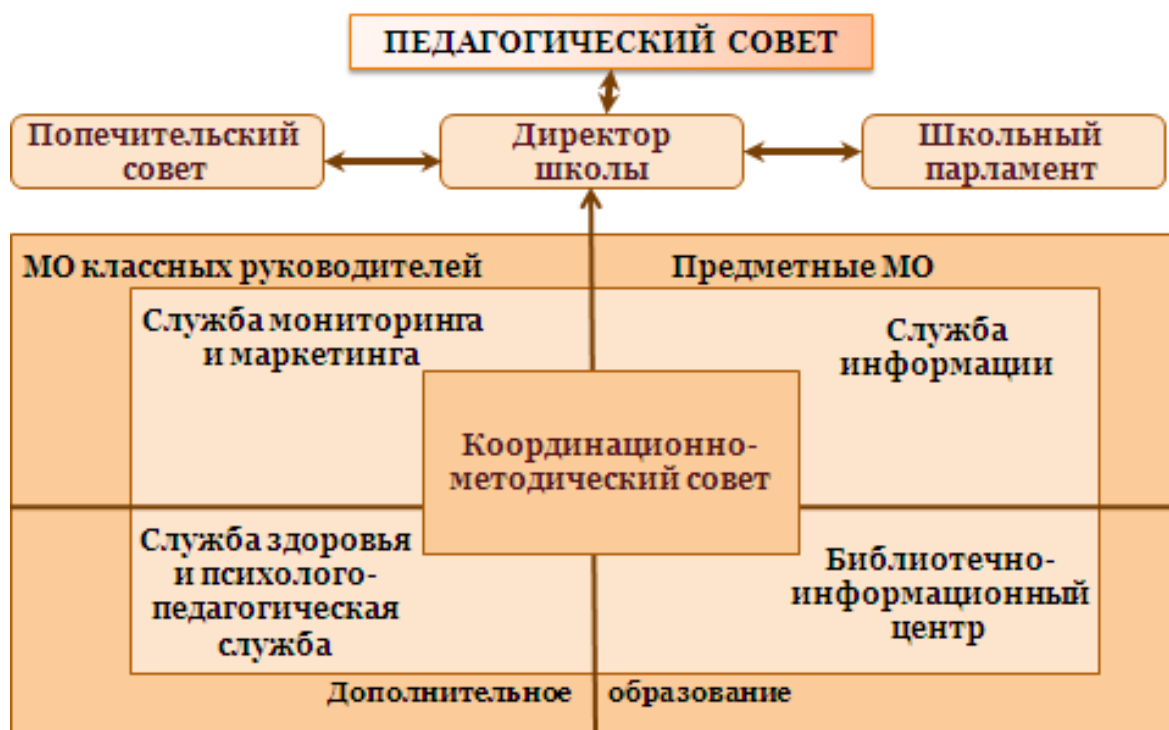 ПЕДАГОГИЧЕСКИЙ СОВЕТ
Попечительский
совет
Директор
школы
Школьный
парламент
МО классных руководителей
Предметные МО
Служба мониторинга
и маркетинга
Служба
информации
Координационно-
методический совет
Служба здоровья
и психолого-
педагогическая
служба
Библиотечно-
информационный
центр
Дополнительное образование